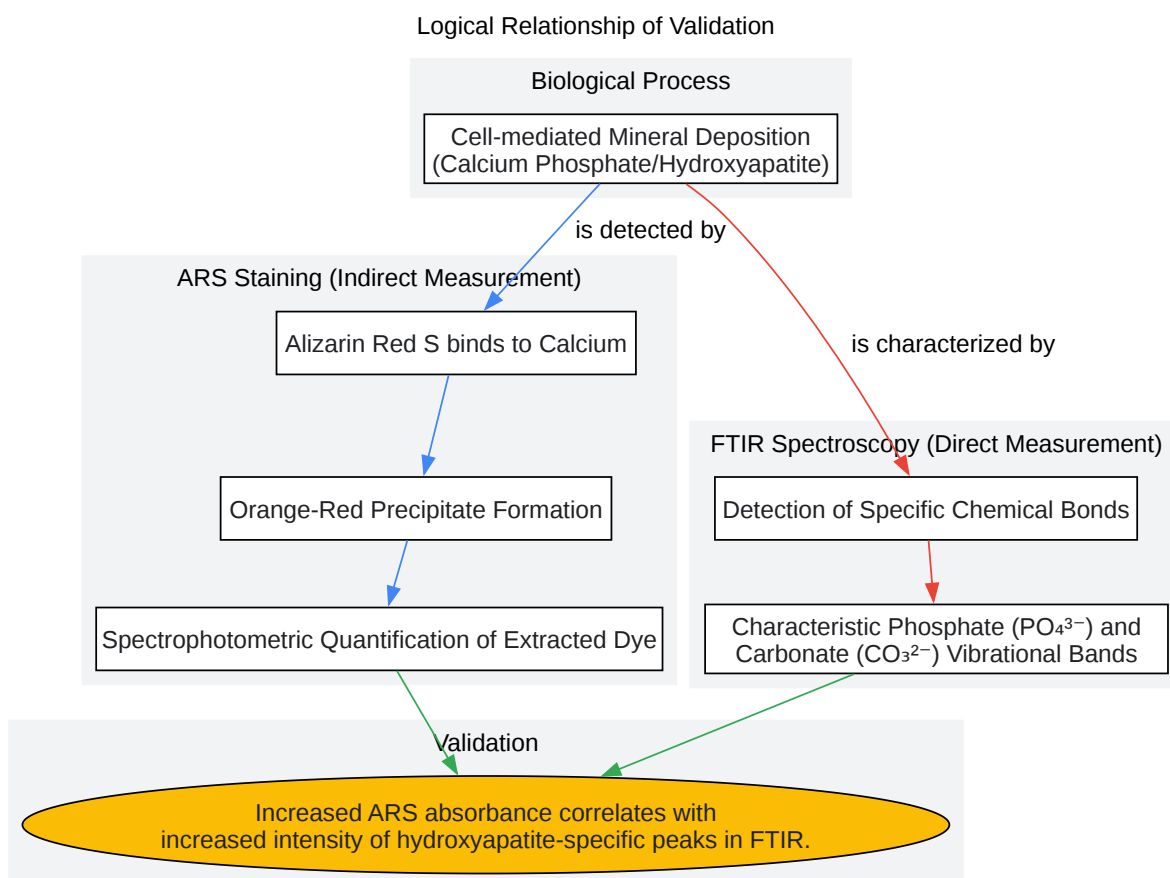 Logical Relationship of Validation
Biological Process
Cell-mediated Mineral Deposition
(Calcium Phosphate/Hydroxyapatite)
is detected by
ARS Staining (Indirect Measurement)
Alizarin Red S binds to Calcium
is characterized by
Orange-Red Precipitate Formation
FTIR Spectroscopy (Direct Measurement)
Detection of Specific Chemical Bonds
Spectrophotometric Quantification of Extracted Dye
Characteristic Phosphate (PO₄³⁻) and
Carbonate (CO₃²⁻) Vibrational Bands
Validation
Increased ARS absorbance correlates with
increased intensity of hydroxyapatite-specific peaks in FTIR.